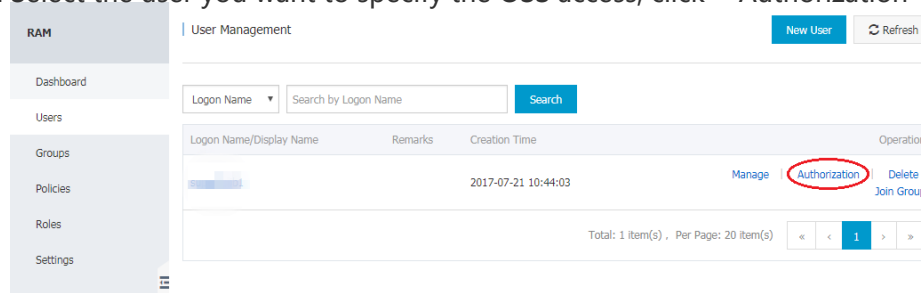 Select the user you want to specify the OSS access, click " Authorization "
RAM
User Management
New User
Refresh
Dashboard
Users
Groups
Policies
Roles
Settings
Logon Name
Search by Logon Name
Search
Logon Name/Display Name Remarks Creation Time Operation
2017-07-21 10:44:03
Manage | Authorization | Delete
Join Group
Total: 1 item(s) , Per Page: 20 item(s) « ‹ 1 › »